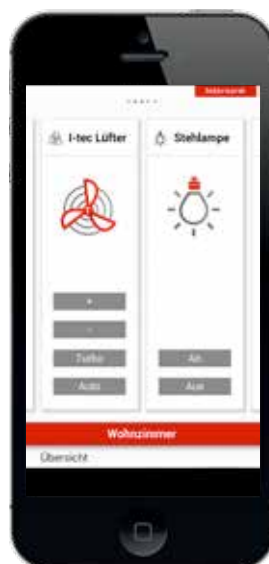 I-tec Lüfter
Stehlampe
+
-
Turbo
Auto
An
Aus
Wohnzimmer
Übersicht